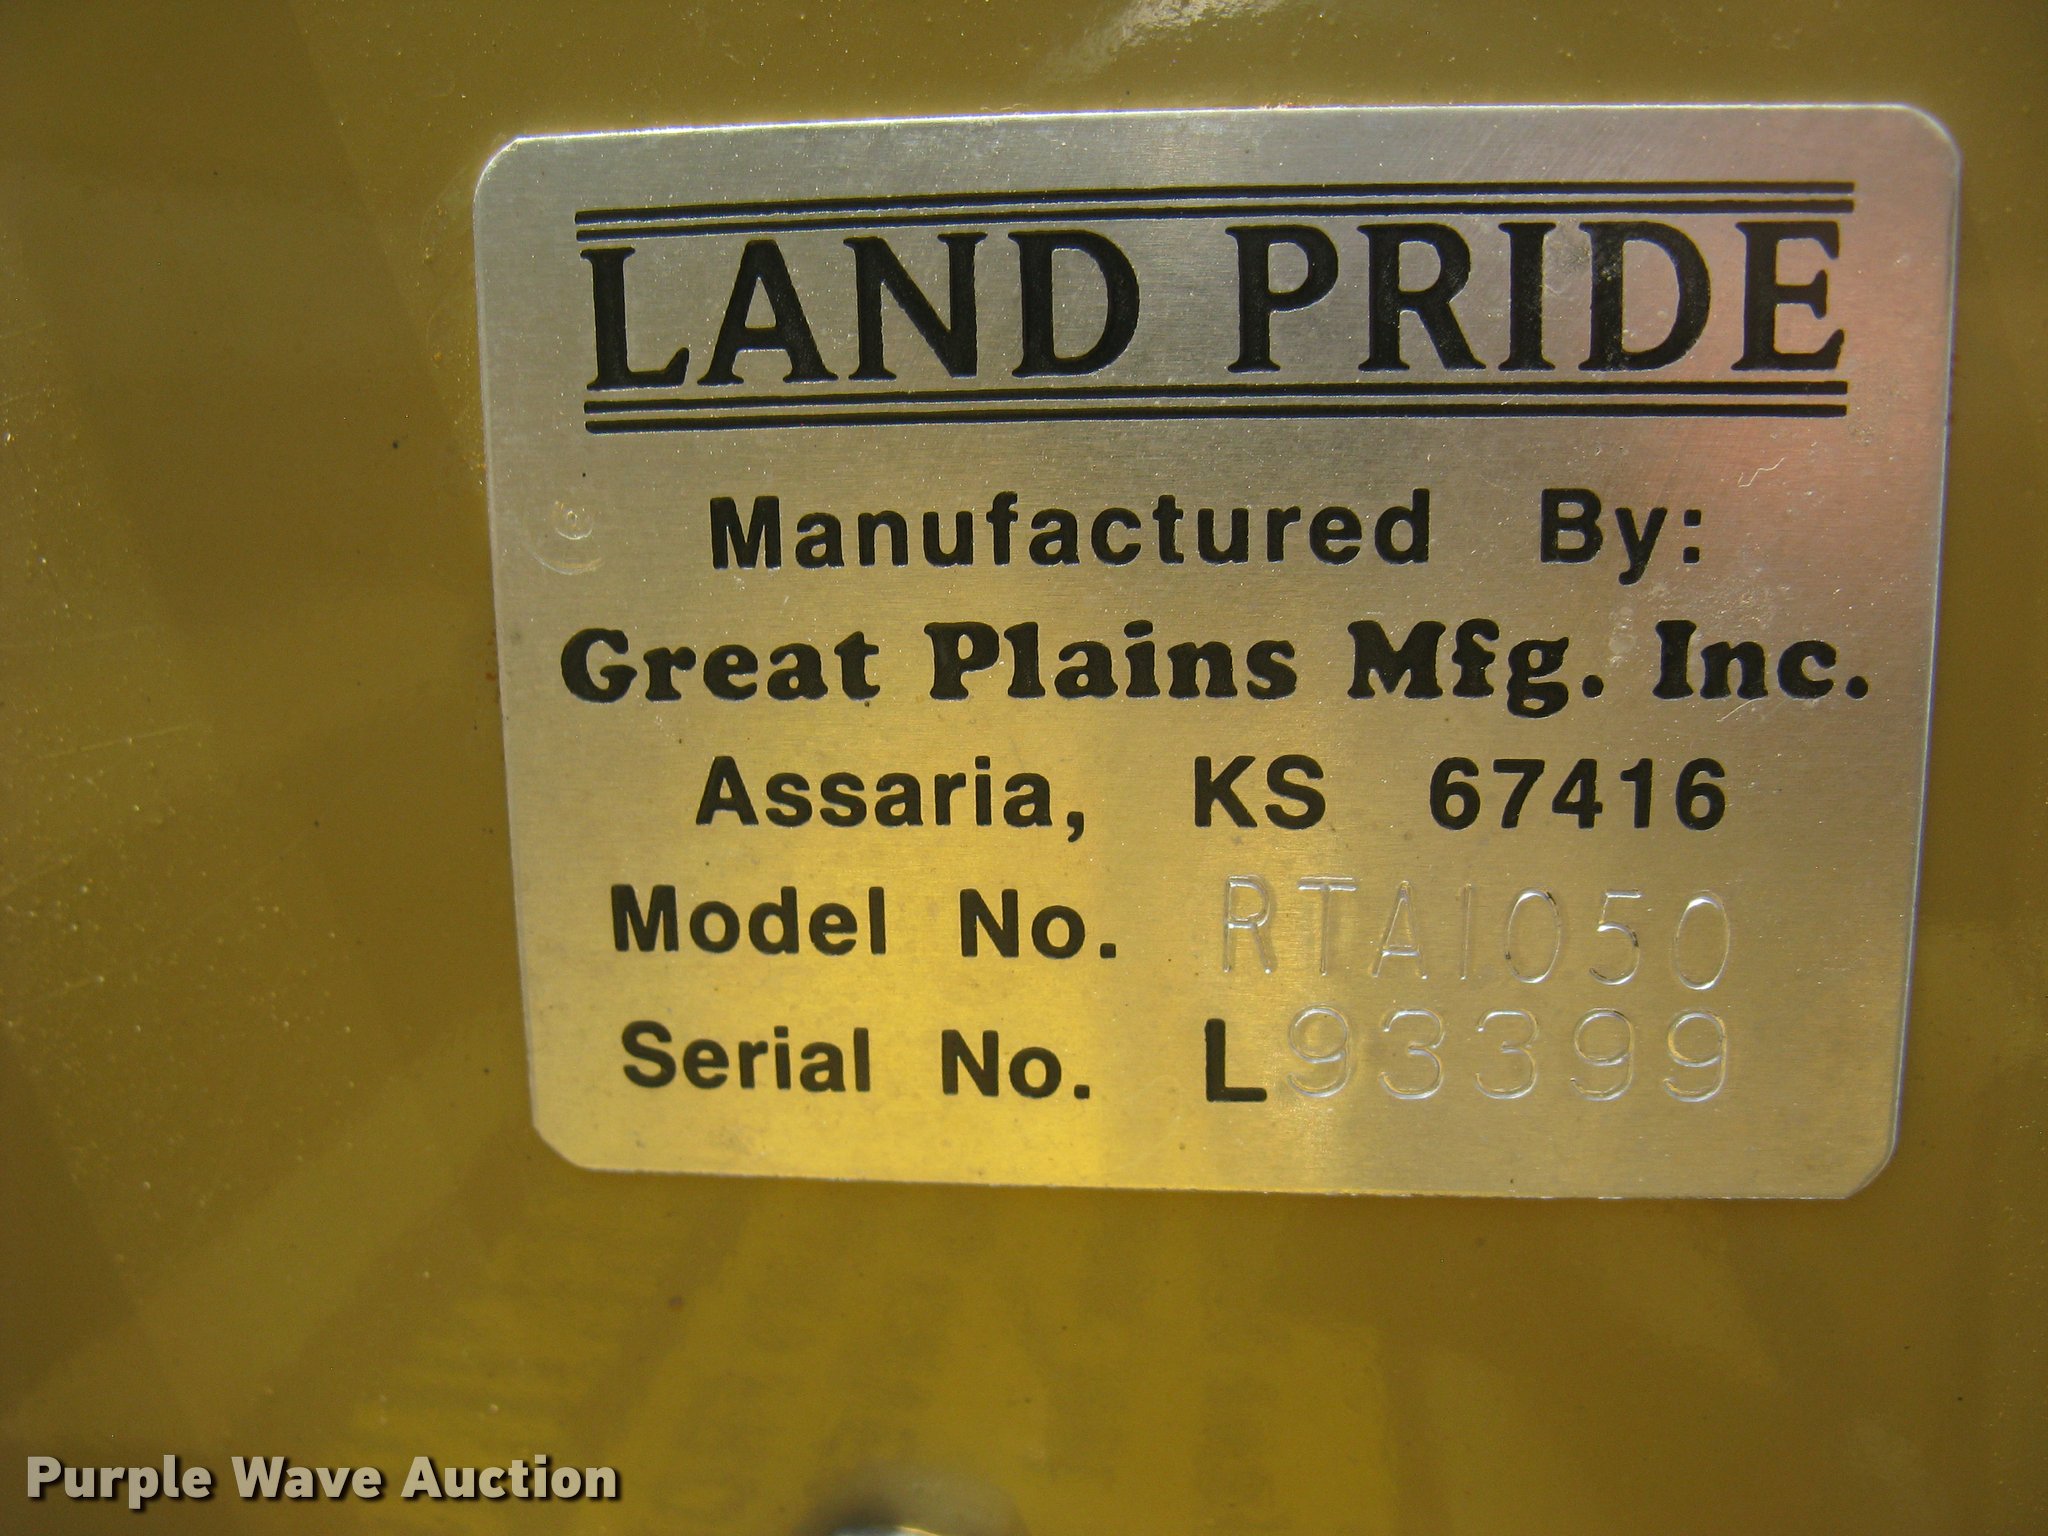 LAND PRIDE
Manufactured By:
Great Plains Mfg. Inc.
Assaria, KS 67416
Model No. RTA1050
Serial No. L93399
Purple Wave Auction